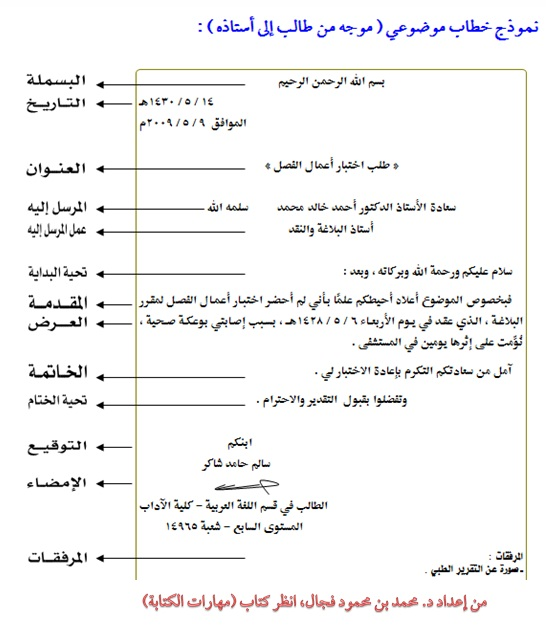 نموذج خطاب موضوعي ( موجه من طالب إلى أستاذه ) :
البسملة
بسم الله الرحمن الرحيم
التاريخ
١٤ / ٥ / ١٤٣٠هـ
الموافق ٩ / ٥ / ٢٠٠٩م
العنوان
« طلب اختبار أعمال الفصل »
المرسل إليه
سعادة الأستاذ الدكتور أحمد خالد محمد سلمه الله
عمل المرسل إليه
أستاذ البلاغة والنقد
تحية البداية
سلام عليكم ورحمة الله وبركاته ، وبعد :
المقدمة
فبخصوص الموضوع أعلاه أحيطكم علمًا بأني لم أحضر اختبار أعمال الفصل لمقرر
العرض
البلاغة ، الذي عقد في يوم الأربعاء ٦ / ٥ / ١٤٢٨هـ ، بسبب إصابتي بوعكة صحية ،
نُوِّمت على إثرها يومين في المستشفى .
الخاتمة
آمل من سعادتكم التكرم بإعادة الاختبار لي .
تحية الختام
وتفضلوا بقبول التقدير والاحترام .
التوقيع
ابنكم
سالم حامد شاكر
الإمضاء
الطالب في قسم اللغة العربية – كلية الآداب
المستوى السابع – شعبة ١٤٩٦٥
المرفقات
المرفقات :
ـ صورة عن التقرير الطبي .
من إعداد د. محمد بن محمود فجال، انظر كتاب (مهارات الكتابة)